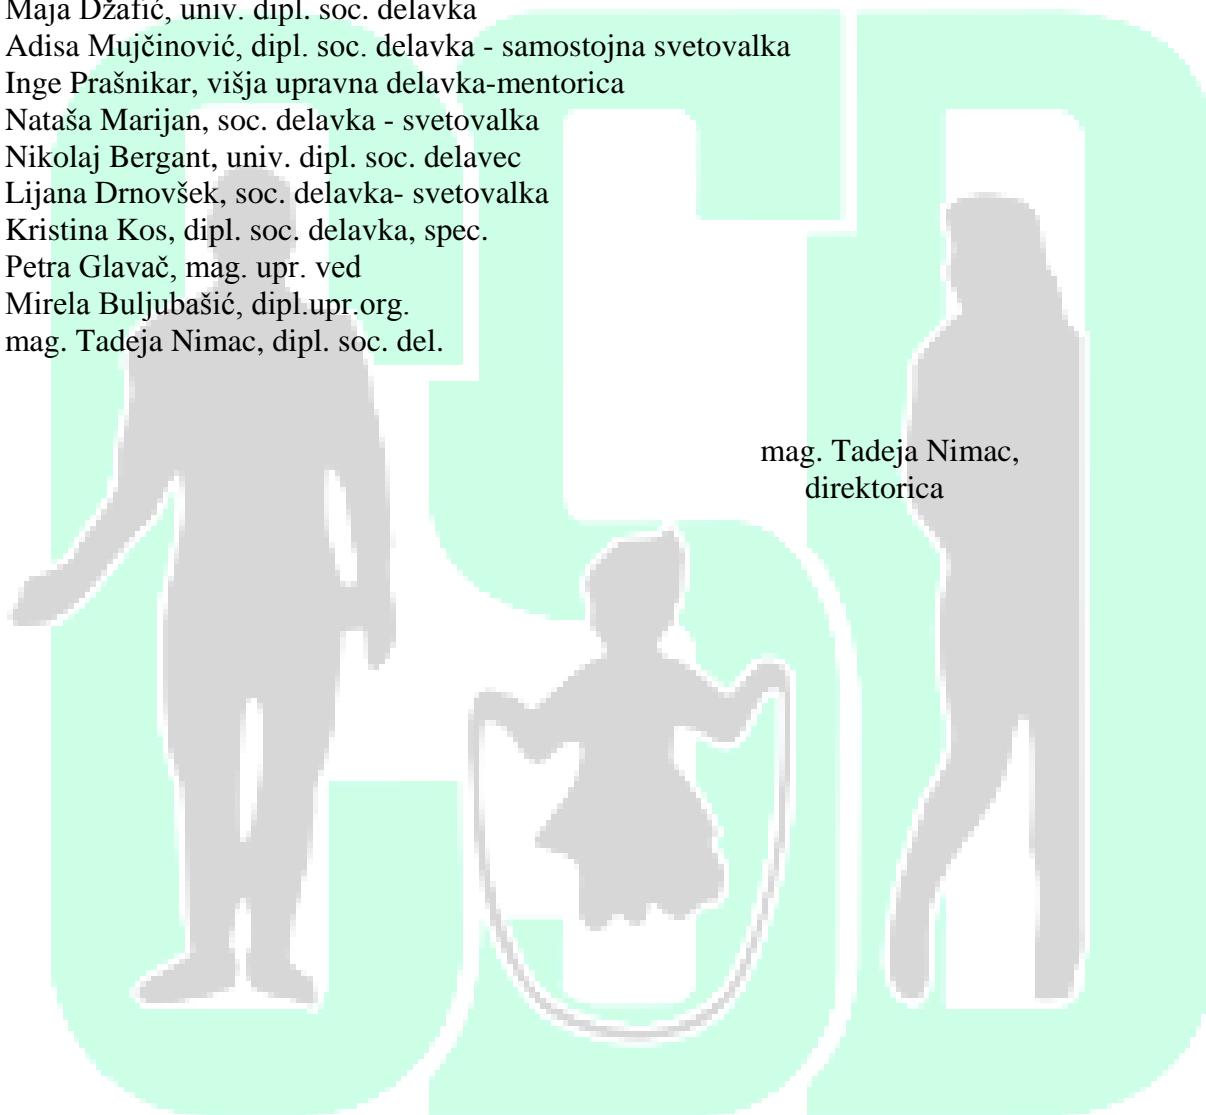 Maja Džafić, univ. dipl. soc. delavka
Adisa Mujčinović, dipl. soc. delavka - samostojna svetovalka
Inge Prašnikar, višja upravna delavka-mentorica
Nataša Marijan, soc. delavka - svetovalka
Nikolaj Bergant, univ. dipl. soc. delavec
Lijana Drnovšek, soc. delavka- svetovalka
Kristina Kos, dipl. soc. delavka, spec.
Petra Glavač, mag. upr. ved
Mirela Buljubašić, dipl.upr.org.
mag. Tadeja Nimac, dipl. soc. del.
mag. Tadeja Nimac,
direktorica
CSD